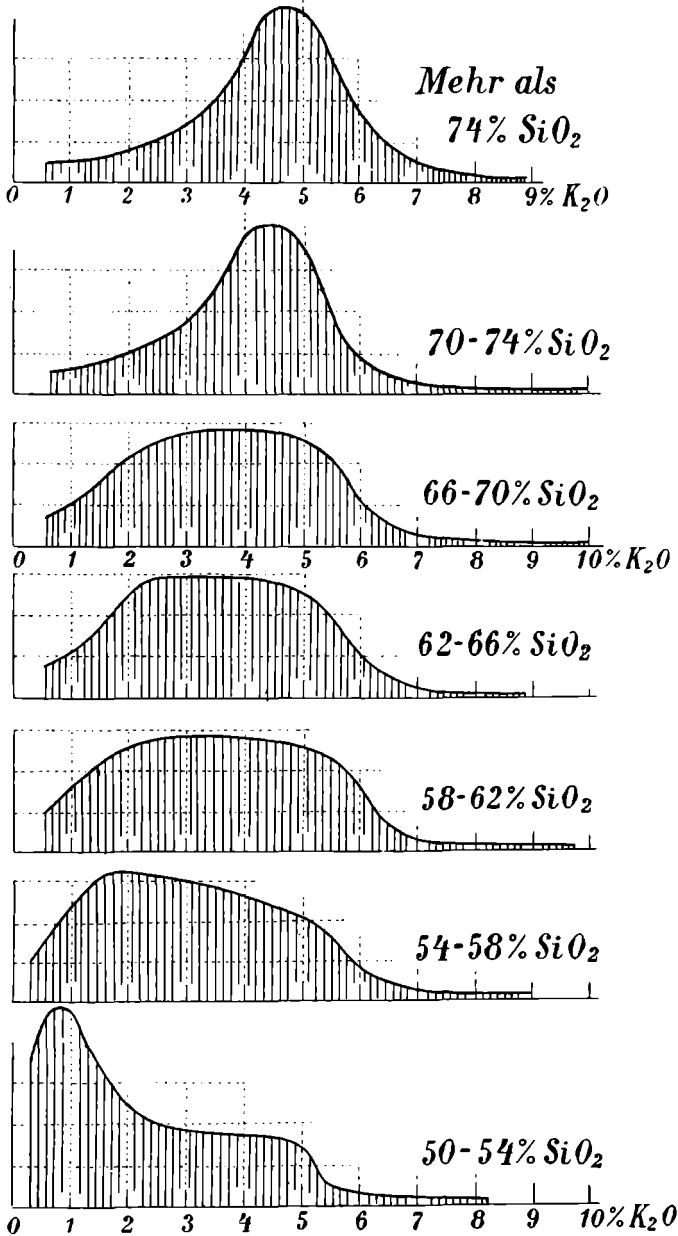 Mehr als
74% SiO₂
0 1 2 3 4 5 6 7 8 9% K₂O
70-74% SiO₂
66-70% SiO₂
0 1 2 3 4 5 6 7 8 9 10% K₂O
62-66% SiO₂
58-62% SiO₂
54-58% SiO₂
50-54% SiO₂
0 1 2 3 4 5 6 7 8 9 10% K₂O